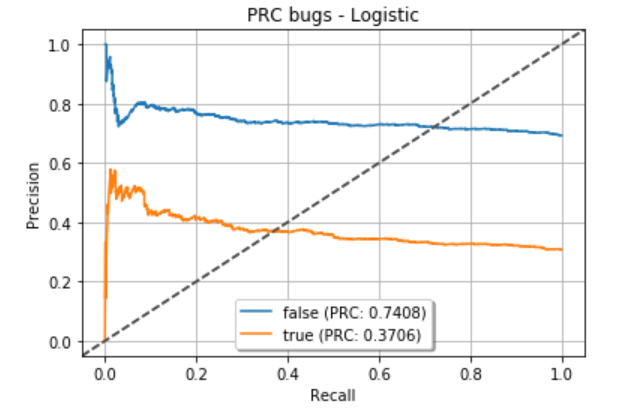 PRC bugs - Logistic
1.0
0.8
0.6
0.4
0.2
0.0
Precision
false (PRC: 0.7408)
true (PRC: 0.3706)
0.0 0.2 0.4 0.6 0.8 1.0
Recall